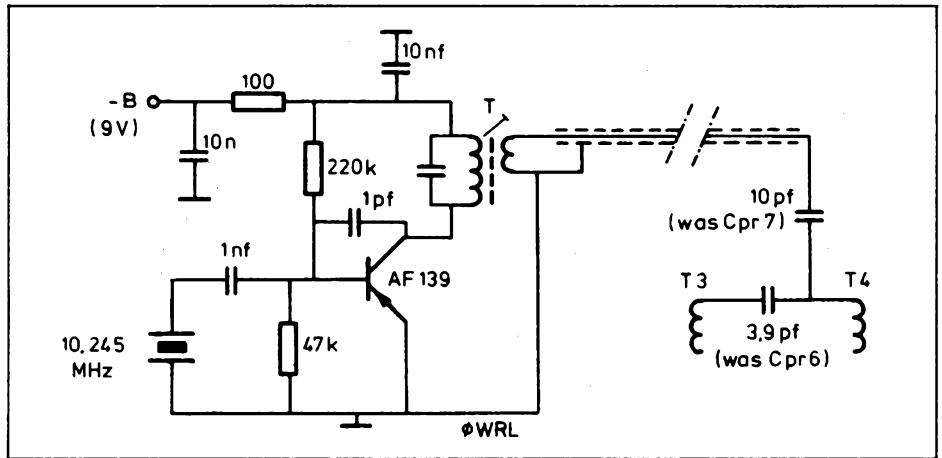 10nf
100
T
-B
(9V)
10n
220k
1pf
10pf
(was Cpr7)
1nf
AF139
T3
T4
10,245
MHz
47k
3,9pf
(was Cpr6)
øWRL